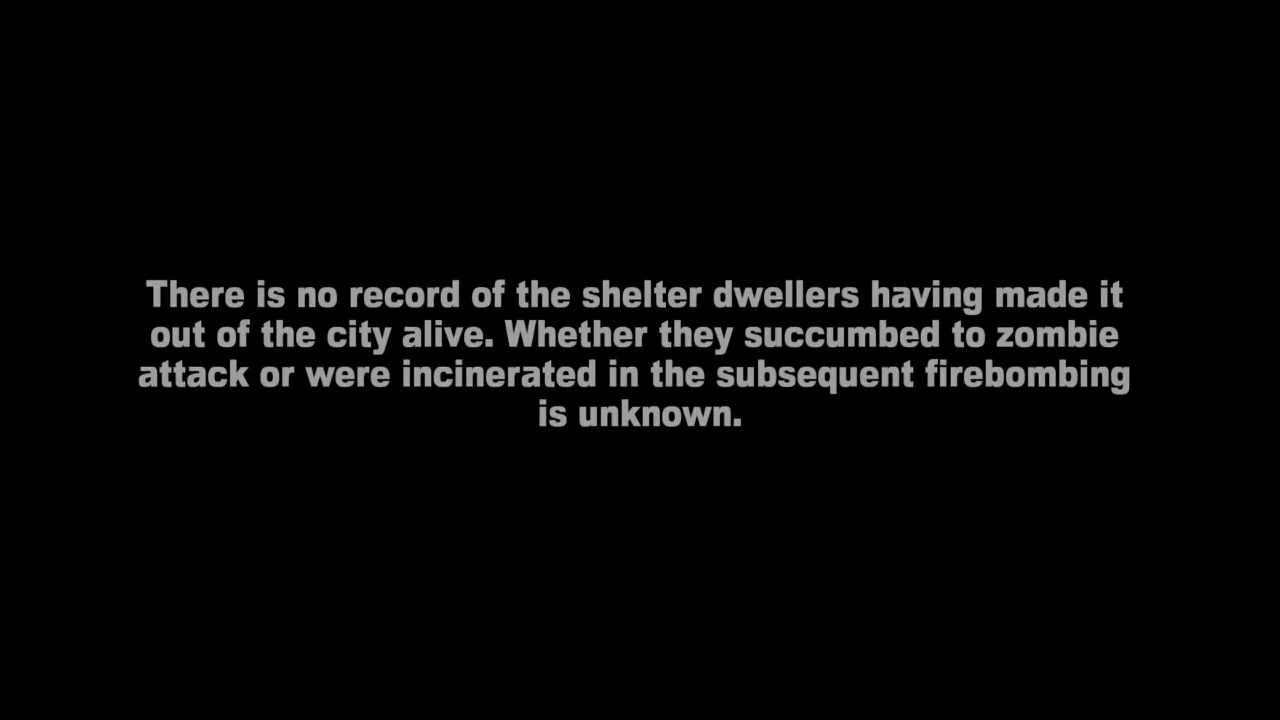 There is no record of the shelter dwellers having made it
out of the city alive. Whether they succumbed to zombie
attack or were incinerated in the subsequent firebombing
is unknown.